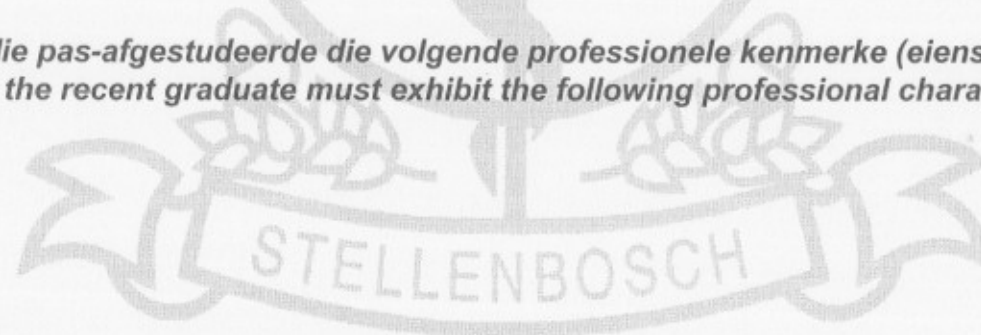 die pas-afgestudeerde die volgende professionele kenmerke (eiens
the recent graduate must exhibit the following professional chara
STELLENBOSCH